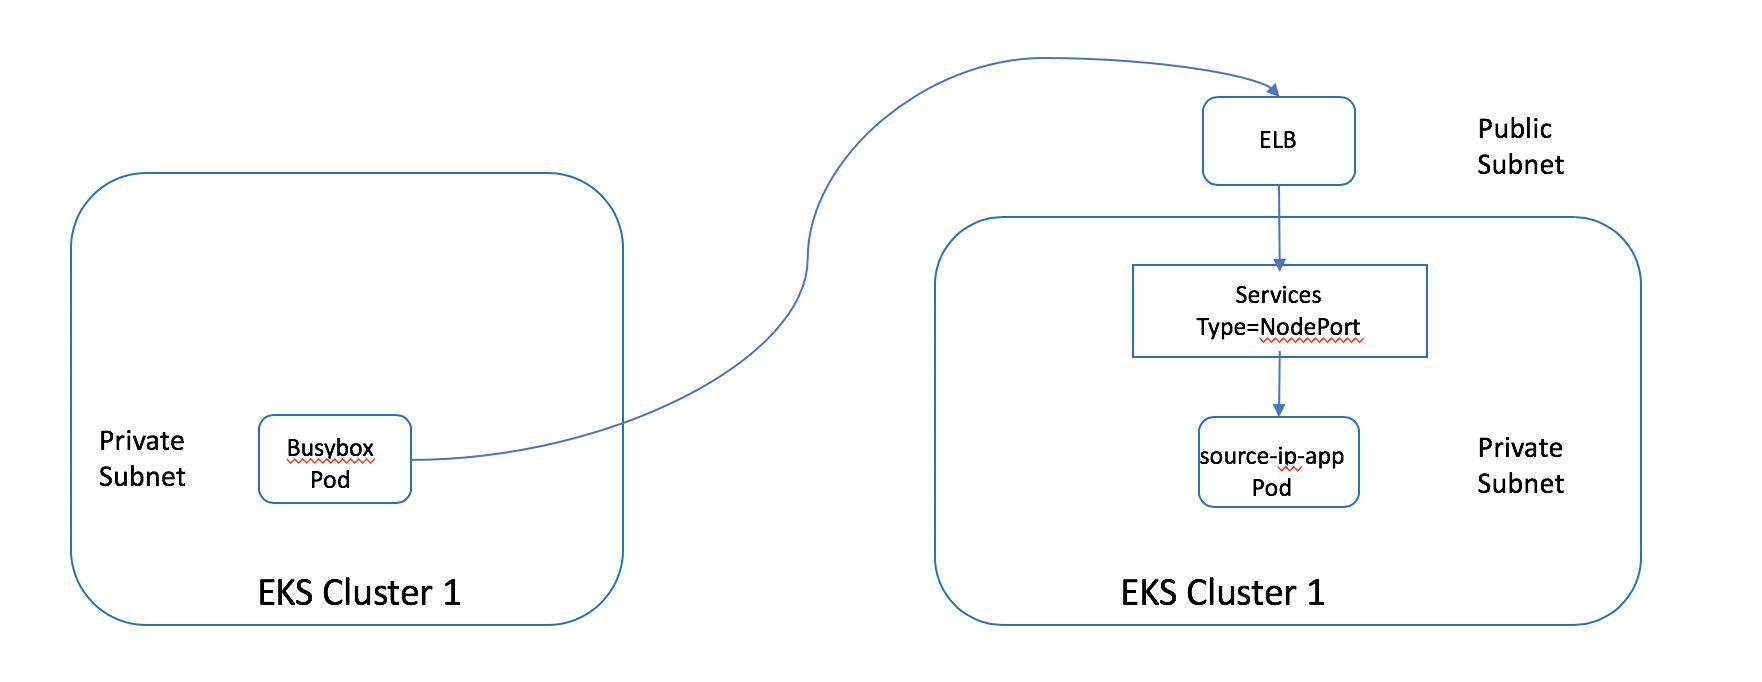 ELB
Public
Subnet
Services
Type=NodePort
Private
Subnet
Busybox
Pod
source-ip-app
Pod
Private
Subnet
EKS Cluster 1
EKS Cluster 1